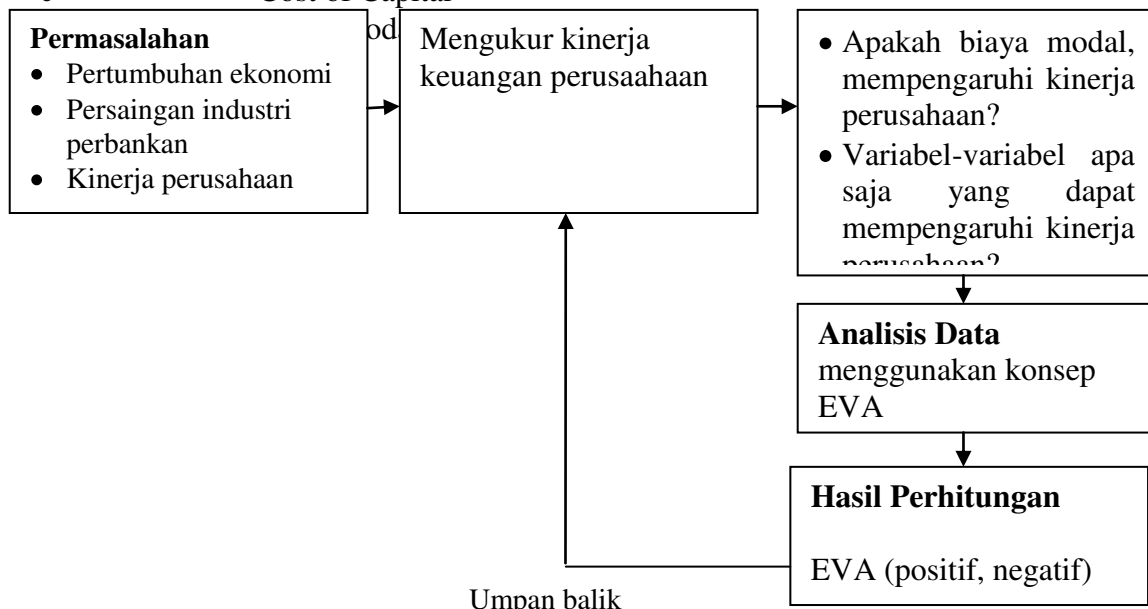 Permasalahan
• Pertumbuhan ekonomi
• Persaingan industri
perbankan
• Kinerja perusahaan
Mengukur kinerja
keuangan perusaahaan
• Apakah biaya modal,
mempengaruhi kinerja
perusahaan?
• Variabel-variabel apa
saja yang dapat
mempengaruhi kinerja
perusahaan?
Analisis Data
menggunakan konsep
EVA
Hasil Perhitungan
EVA (positif, negatif)
Umpan balik